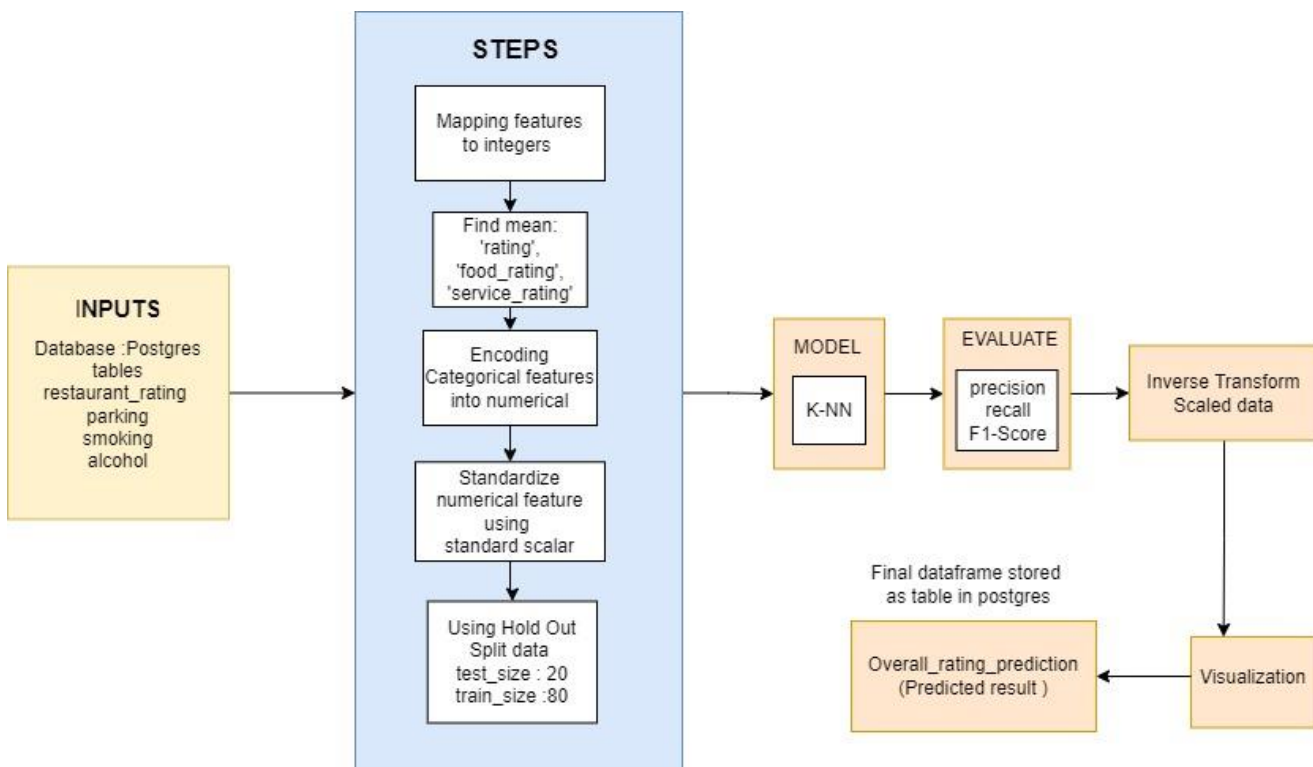 INPUTS
Database :Postgres
tables
restaurant_rating
parking
smoking
alcohol
STEPS
Mapping features
to integers
Find mean:
'rating',
'food_rating',
'service_rating'
Encoding
Categorical features
into numerical
Standardize
numerical feature
using
standard scalar
Using Hold Out
Split data
test_size : 20
train_size :80
MODEL
K-NN
EVALUATE
precision
recall
F1-Score
Inverse Transform
Scaled data
Visualization
Final dataframe stored
as table in postgres
Overall_rating_prediction
(Predicted result )